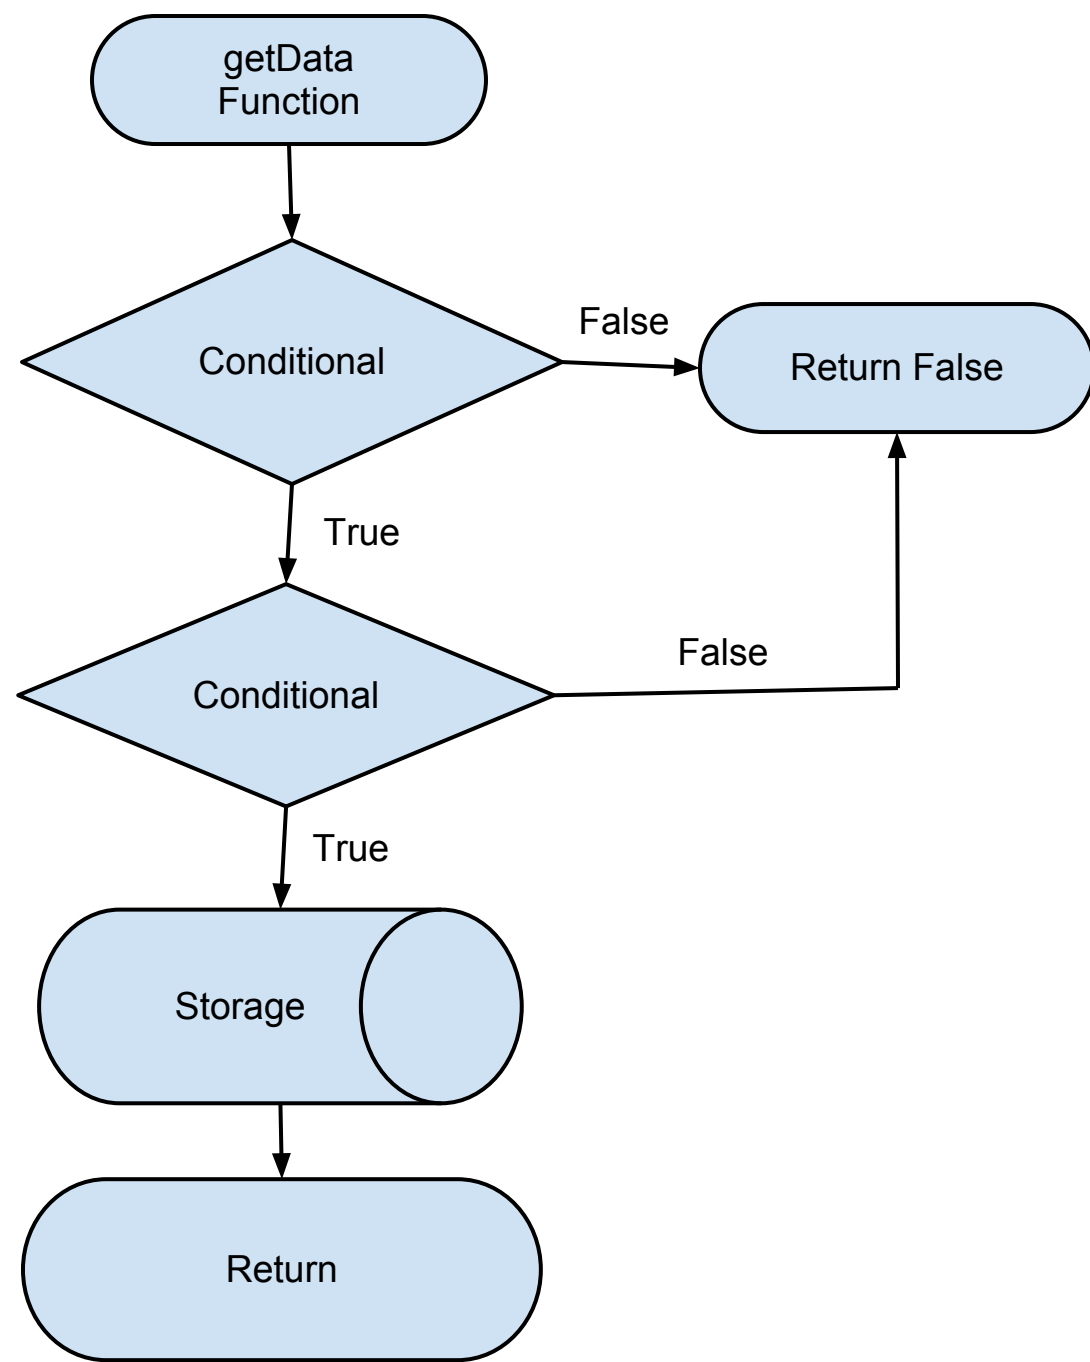 getData
Function
Conditional
False
Return False
True
Conditional
False
True
Storage
Return